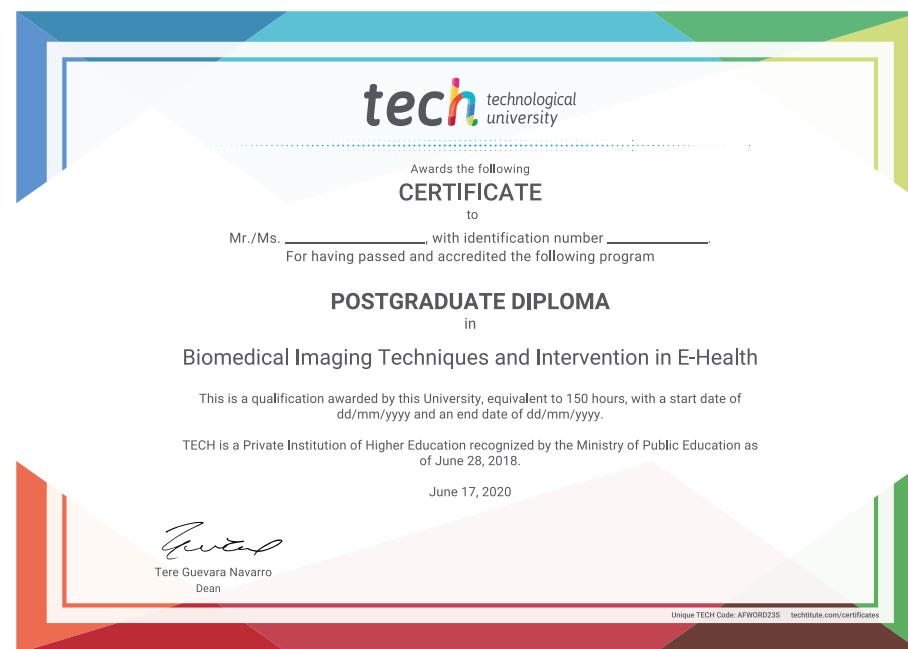 tech technological
university
Awards the following
CERTIFICATE
to
Mr./Ms. ____________________, with identification number ______________.
For having passed and accredited the following program
POSTGRADUATE DIPLOMA
in
Biomedical Imaging Techniques and Intervention in E-Health
This is a qualification awarded by this University, equivalent to 150 hours, with a start date of
dd/mm/yyyy and an end date of dd/mm/yyyy.
TECH is a Private Institution of Higher Education recognized by the Ministry of Public Education as
of June 28, 2018.
June 17, 2020
Tere Guevara Navarro
Dean
Unique TECH Code: AFWORD23S techtitute.com/certificates